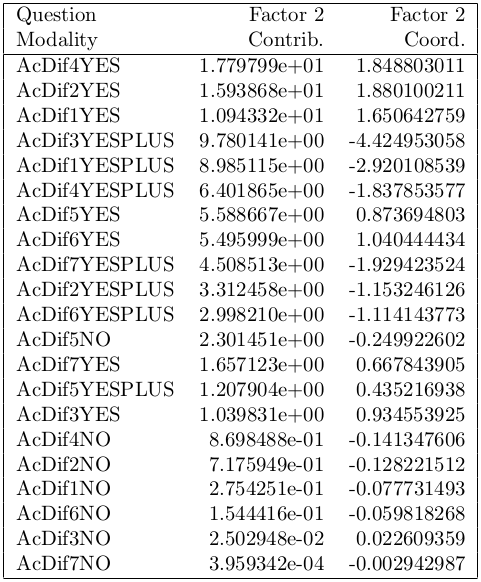 Question Factor 2 Factor 2
Modality Contrib. Coord.
AcDif4YES 1.779799e+01 1.848803011
AcDif2YES 1.593868e+01 1.880100211
AcDif1YES 1.094332e+01 1.650642759
AcDif3YESPLUS 9.780141e+00 -4.424953058
AcDif1YESPLUS 8.985115e+00 -2.920108539
AcDif4YESPLUS 6.401865e+00 -1.837853577
AcDif5YES 5.588667e+00 0.873694803
AcDif6YES 5.495999e+00 1.040444434
AcDif7YESPLUS 4.508513e+00 -1.929423524
AcDif2YESPLUS 3.312458e+00 -1.153246126
AcDif6YESPLUS 2.998210e+00 -1.114143773
AcDif5NO 2.301451e+00 -0.249922602
AcDif7YES 1.657123e+00 0.667843905
AcDif5YESPLUS 1.207904e+00 0.435216938
AcDif3YES 1.039831e+00 0.934553925
AcDif4NO 8.698488e-01 -0.141347606
AcDif2NO 7.175949e-01 -0.128221512
AcDif1NO 2.754251e-01 -0.077731493
AcDif6NO 1.544416e-01 -0.059818268
AcDif3NO 2.502948e-02 0.022609359
AcDif7NO 3.959342e-04 -0.002942987